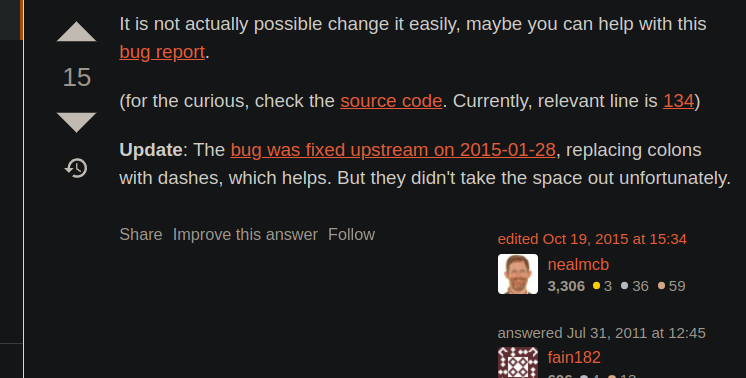 It is not actually possible change it easily, maybe you can help with this
bug report.
15
(for the curious, check the source code. Currently, relevant line is 134)
Update: The bug was fixed upstream on 2015-01-28, replacing colons
with dashes, which helps. But they didn't take the space out unfortunately.
Share Improve this answer Follow
edited Oct 19, 2015 at 15:34
nealmcb
3,306 3 36 59
answered Jul 31, 2011 at 12:45
fain182